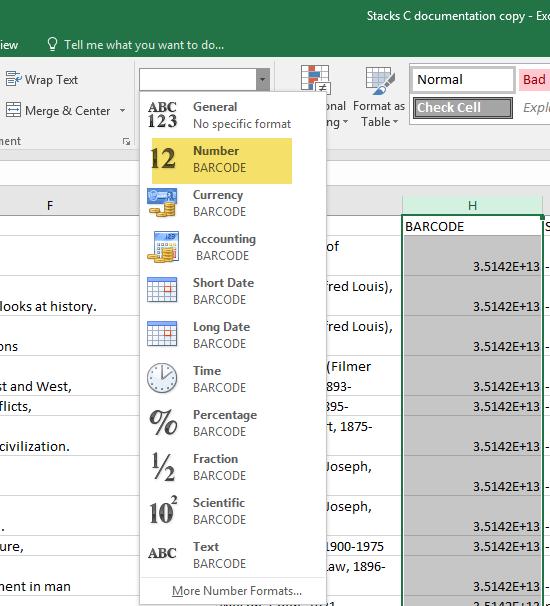 Stacks C documentation copy - Exc
iew
Tell me what you want to do...
Wrap Text
Merge & Center
ment
onal
ng
Format as
Table
Normal
Bad
Check Cell
Explo
ABC
123
General
No specific format
12
Number
BARCODE
Currency
BARCODE
Accounting
BARCODE
Short Date
BARCODE
Long Date
BARCODE
Time
BARCODE
%
Percentage
BARCODE
1/2
Fraction
BARCODE
10²
Scientific
BARCODE
ABC
Text
BARCODE
More Number Formats...
F
H
BARCODE
S
of
3.5142E+13
-
fred Louis),
looks at history.
3.5142E+13
-
fred Louis),
ons
3.5142E+13
-
(Filmer
st and West,
893-
3.5142E+13
-
flicts,
895-
3.5142E+13
-
rt, 1875-
civilization.
3.5142E+13
-
Joseph,
3.5142E+13
-
Joseph,
.
3.5142E+13
-
ure,
1900-1975
3.5142E+13
-
aw, 1896-
ment in man
3.5142E+13
-